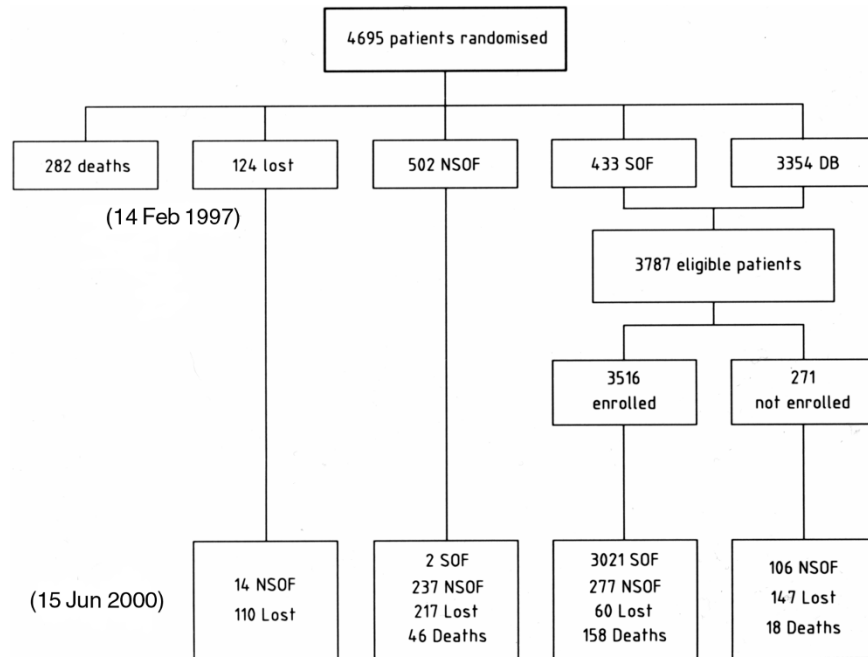 4695 patients randomised
282 deaths
124 lost
502 NSOF
433 SOF
3354 DB
(14 Feb 1997)
3787 eligible patients
3516
enrolled
271
not enrolled
(15 Jun 2000)
14 NSOF
110 Lost
2 SOF
237 NSOF
217 Lost
46 Deaths
3021 SOF
277 NSOF
60 Lost
158 Deaths
106 NSOF
147 Lost
18 Deaths